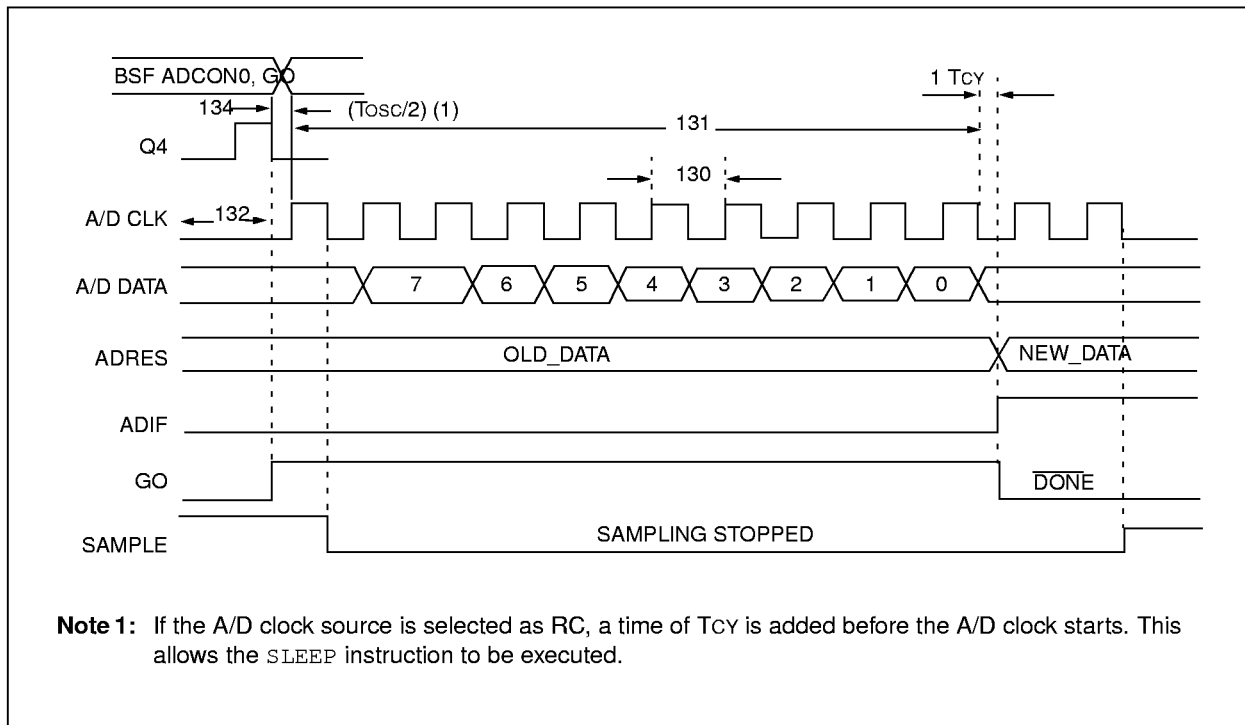 BSF ADCON0, GO
1 TCY
134
(TOSC/2) (1)
131
Q4
130
A/D CLK
132
A/D DATA
7 6 5 4 3 2 1 0
ADRES
OLD_DATA
NEW_DATA
ADIF
GO
DONE
SAMPLE
SAMPLING STOPPED
Note 1: If the A/D clock source is selected as RC, a time of TCY is added before the A/D clock starts. This
allows the SLEEP instruction to be executed.